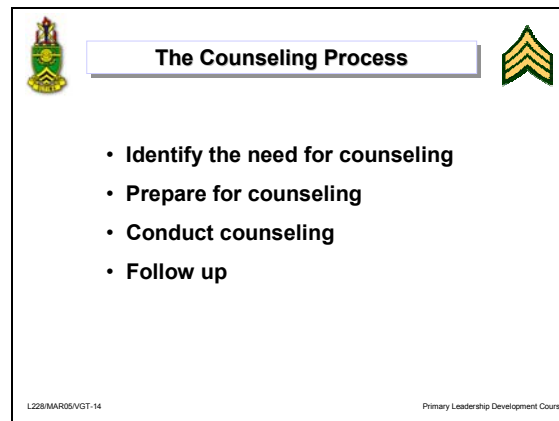 The Counseling Process
• Identify the need for counseling
• Prepare for counseling
• Conduct counseling
• Follow up
L228/MAR05/VGT-14
Primary Leadership Development Cours